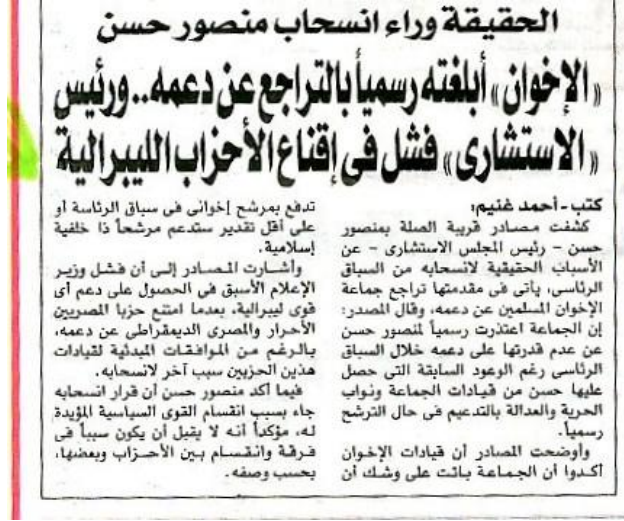 الحقيقة وراء انسحاب منصور حسن
«الإخوان» أبلغته رسمياً بالتراجع عن دعمه.. ورئيس
«الاستشارى» فشل فى إقناع الأحزاب الليبرالية
كتب - أحمد غنيم:
كشفت مصادر قريبة الصلة بمنصور
حسن - رئيس المجلس الاستشارى - عن
الأسباب الحقيقية لانسحابه من السباق
الرئاسى، يأتى فى مقدمتها تراجع جماعة
الإخوان المسلمين عن دعمه، وقال المصدر:
إن الجماعة اعتذرت رسمياً لمنصور حسن
عن عدم قدرتها على دعمه خلال السباق
الرئاسى رغم الوعود السابقة التى حصل
عليها حسن من قيادات الجماعة ونواب
الحرية والعدالة بالتدعيم فى حال الترشح
رسمياً.
وأوضحت المصادر أن قيادات الإخوان
أكدوا أن الجماعة باتت على وشك أن
تدفع بمرشح إخوانى فى سباق الرئاسة أو
على أقل تقدير ستدعم مرشحاً ذا خلفية
إسلامية.
وأشارت المصادر إلى أن فشل وزير
الإعلام الأسبق فى الحصول على دعم أى
قوى ليبرالية، بعدما امتنع حزبا المصريين
الأحرار والمصرى الديمقراطى عن دعمه،
بالرغم من الموافقات المبدئية لقيادات
هذين الحزبين سبب آخر لانسحابه.
فيما أكد منصور حسن أن قرار انسحابه
جاء بسبب انقسام القوى السياسية المؤيدة
له، مؤكداً أنه لا يقبل أن يكون سبباً فى
فرقة وانقسام بين الأحزاب وبعضها،
بحسب وصفه.